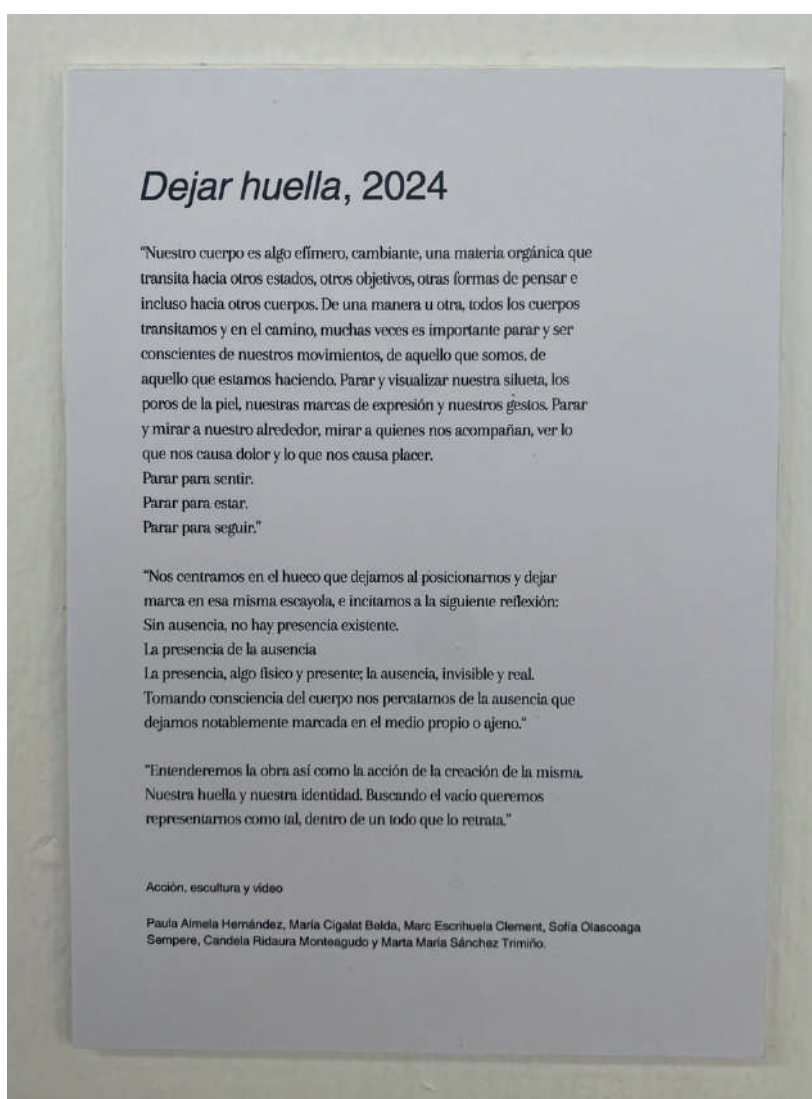 Dejar huella, 2024
"Nuestro cuerpo es algo efímero, cambiante, una materia orgánica que
transita hacia otros estados, otros objetivos, otras formas de pensar e
incluso hacia otros cuerpos. De una manera u otra, todos los cuerpos
transitamos y en el camino, muchas veces es importante parar y ser
conscientes de nuestros movimientos, de aquello que somos, de
aquello que estamos haciendo. Parar y visualizar nuestra silueta, los
poros de la piel, nuestras marcas de expresión y nuestros gestos. Parar
y mirar a nuestro alrededor, mirar a quienes nos acompañan, ver lo
que nos causa dolor y lo que nos causa placer.
Parar para sentir.
Parar para estar.
Parar para seguir."
"Nos centramos en el hueco que dejamos al posicionarnos y dejar
marca en esa misma escayola, e incitamos a la siguiente reflexión:
Sin ausencia, no hay presencia existente.
La presencia de la ausencia
La presencia, algo físico y presente; la ausencia, invisible y real.
Tomando consciencia del cuerpo nos percatamos de la ausencia que
dejamos notablemente marcada en el medio propio o ajeno."
"Entenderemos la obra así como la acción de la creación de la misma.
Nuestra huella y nuestra identidad. Buscando el vacío queremos
representarnos como tal, dentro de un todo que lo retrata."
Acción, escultura y vídeo
Paula Almela Hernández, María Cigalat Belda, Marc Escrihuela Clement, Sofía Olascoaga
Sempere, Candela Ridaura Monteagudo y Marta María Sánchez Trimiño.